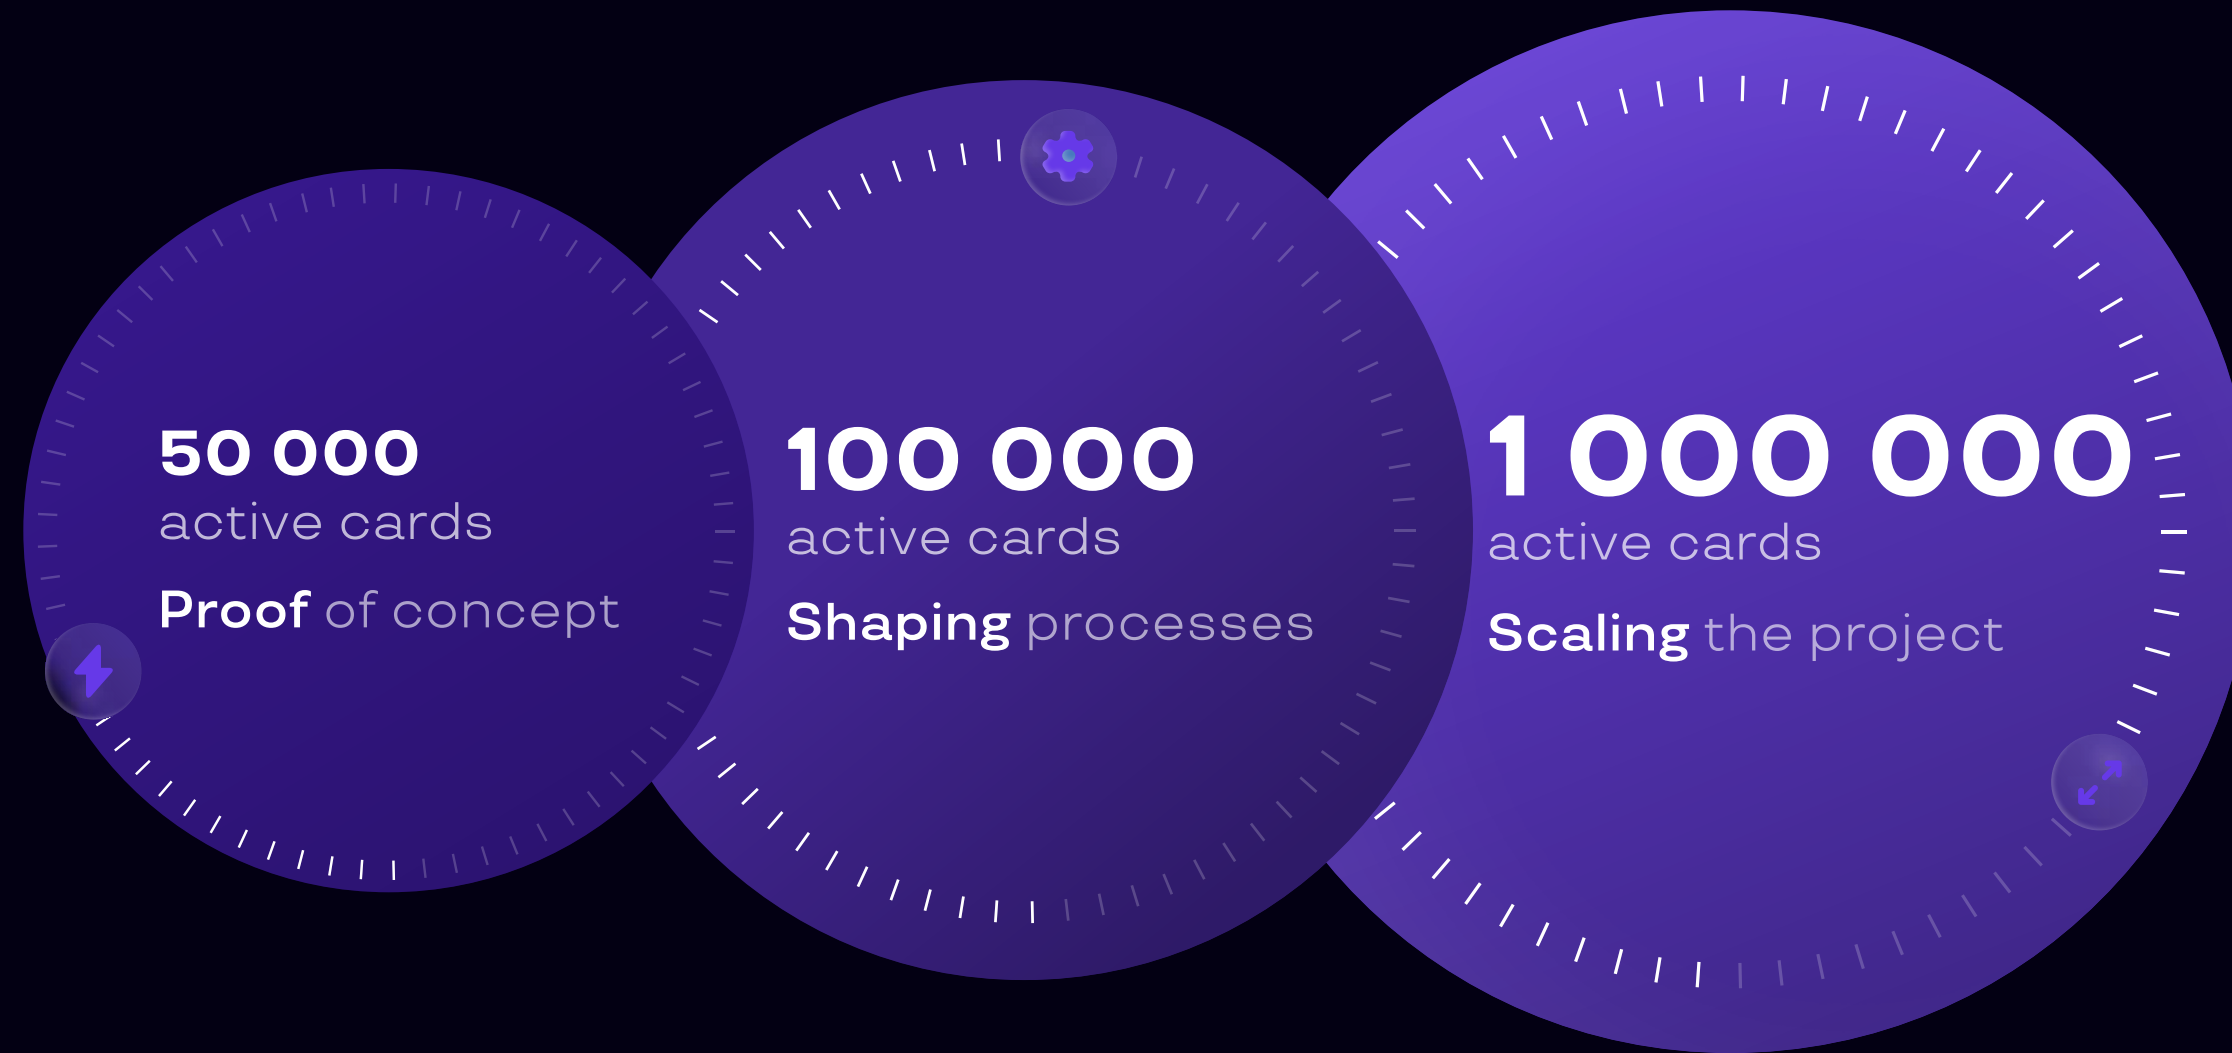 50 000
active cards
Proof of concept
100 000
active cards
Shaping processes
1 000 000
active cards
Scaling the project